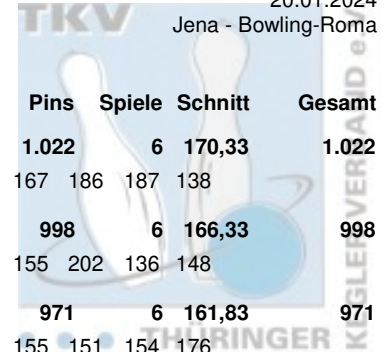 20.01.2024
TKV
Jena - Bowling-Roma
Pins Spiele Schnitt Gesamt
1.022 6 170,33 1.022
167 186 187 138
998 6 166,33 998
155 202 136 148
971 6 161,83 971
155 151 154 176
THÜRINGER
KEGLERVERBAND e.V.